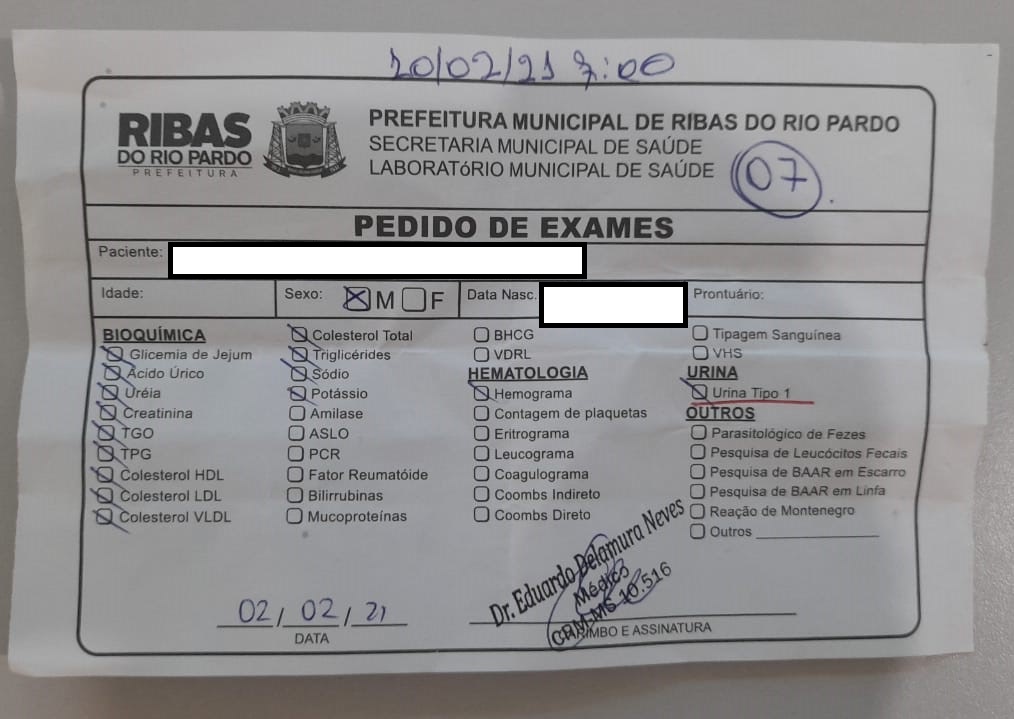 20/02/21 7:00
RIBAS
DO RIO PARDO
PREFEITURA
PREFEITURA MUNICIPAL DE RIBAS DO RIO PARDO
SECRETARIA MUNICIPAL DE SAÚDE
LABORATóRIO MUNICIPAL DE SAÚDE
07
PEDIDO DE EXAMES
Paciente:
Idade: Sexo: M F Data Nasc. Prontuário:
BIOQUÍMICA
Glicemia de Jejum
Ácido Úrico
Uréia
Creatinina
TGO
TPG
Colesterol HDL
Colesterol LDL
Colesterol VLDL
Colesterol Total
Triglicérides
Sódio
Potássio
Amilase
ASLO
PCR
Fator Reumatóide
Bilirrubinas
Mucoproteínas
BHCG
VDRL
HEMATOLOGIA
Hemograma
Contagem de plaquetas
Eritrograma
Leucograma
Coagulograma
Coombs Indireto
Coombs Direto
Tipagem Sanguínea
VHS
URINA
Urina Tipo 1
OUTROS
Parasitológico de Fezes
Pesquisa de Leucócitos Fecais
Pesquisa de BAAR em Escarro
Pesquisa de BAAR em Linfa
Reação de Montenegro
Outros
02/02/21
DATA
Dr. Eduardo Delamura Neves
Médico
CRM-MS 10.516
CARIMBO E ASSINATURA